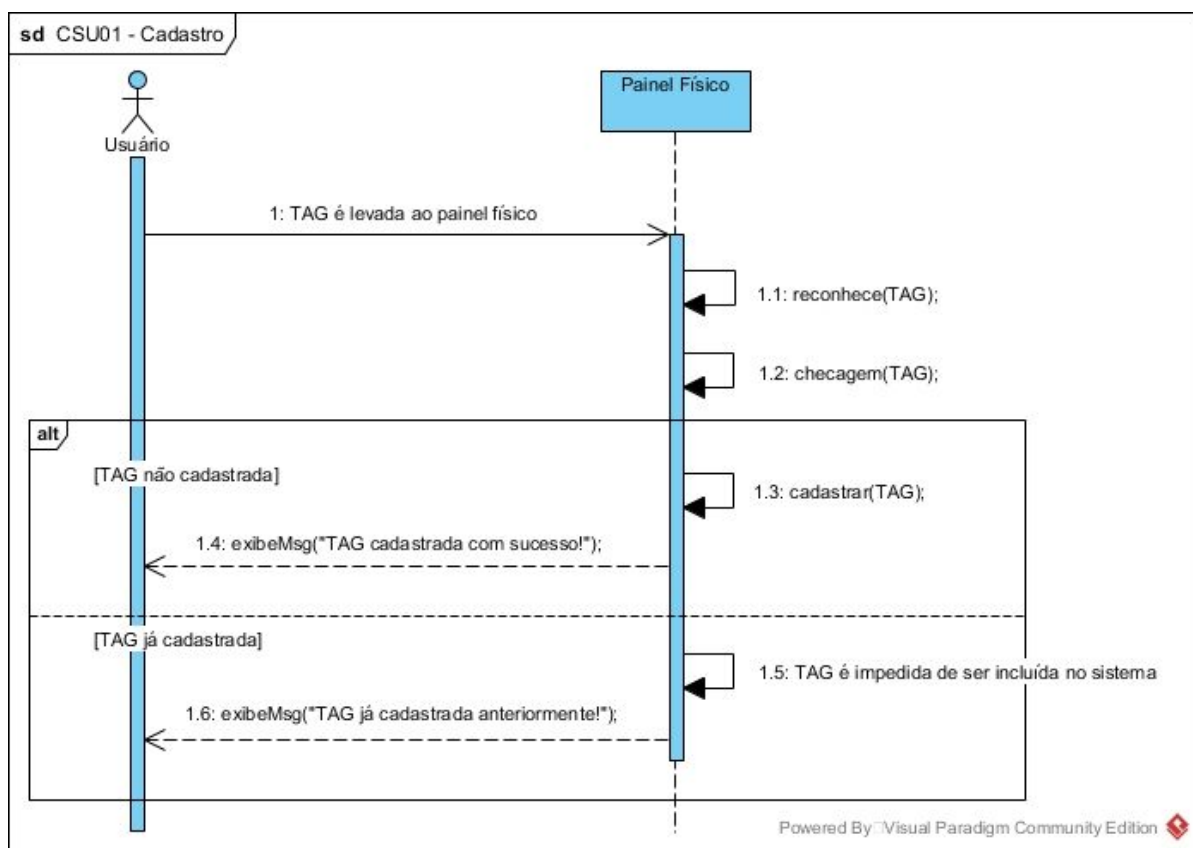 sd CSU01 - Cadastro
Painel Físico
Usuário
1: TAG é levada ao painel físico
1.1: reconhece(TAG);
1.2: checagem(TAG);
alt
[TAG não cadastrada]
1.3: cadastrar(TAG);
1.4: exibeMsg("TAG cadastrada com sucesso!");
[TAG já cadastrada]
1.5: TAG é impedida de ser incluída no sistema
1.6: exibeMsg("TAG já cadastrada anteriormente!");
Powered By Visual Paradigm Community Edition